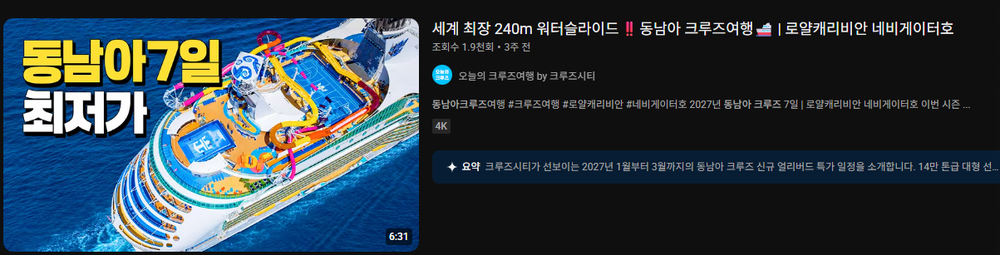 동남아 7일
최저가
6:31
세계 최장 240m 워터슬라이드 ‼️ 동남아 크루즈여행🛳️ | 로얄캐리비안 네비게이터호
조회수 1.9천회 • 3주 전
오늘의 크루즈
오늘의 크루즈여행 by 크루즈시티
동남아크루즈여행 #크루즈여행 #로얄캐리비안 #네비게이터호 2027년 동남아 크루즈 7일 | 로얄캐리비안 네비게이터호 이번 시즌 ...
4K
요약 크루즈시티가 선보이는 2027년 1월부터 3월까지의 동남아 크루즈 신규 얼리버드 특가 일정을 소개합니다. 14만 톤급 대형 선...